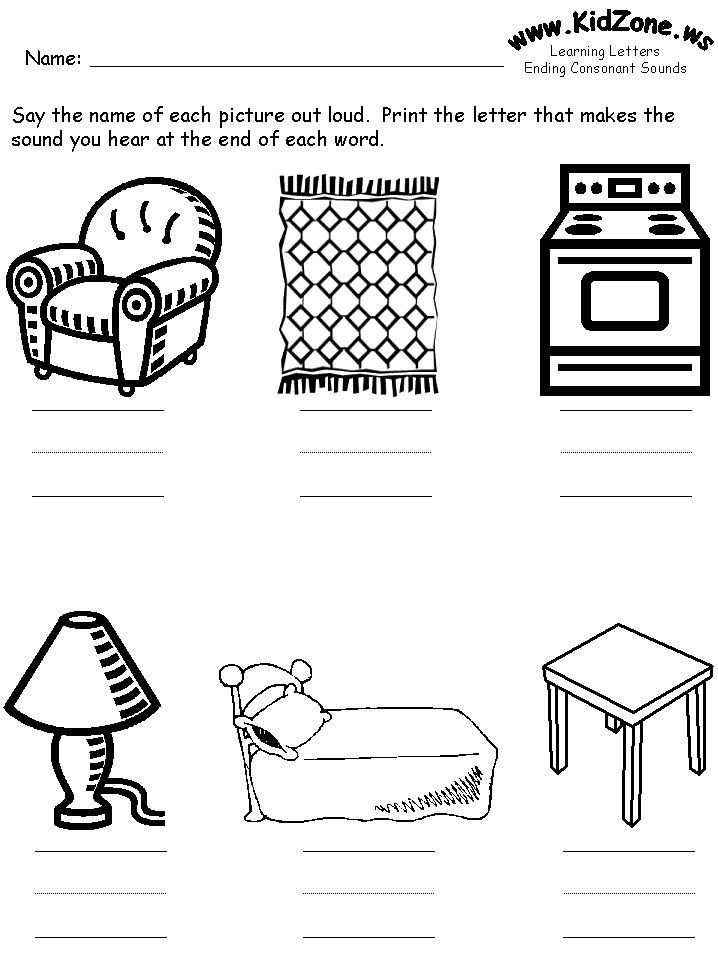 www.KidZone.ws
Learning Letters
Ending Consonant Sounds
Name:
Say the name of each picture out loud. Print the letter that makes the
sound you hear at the end of each word.